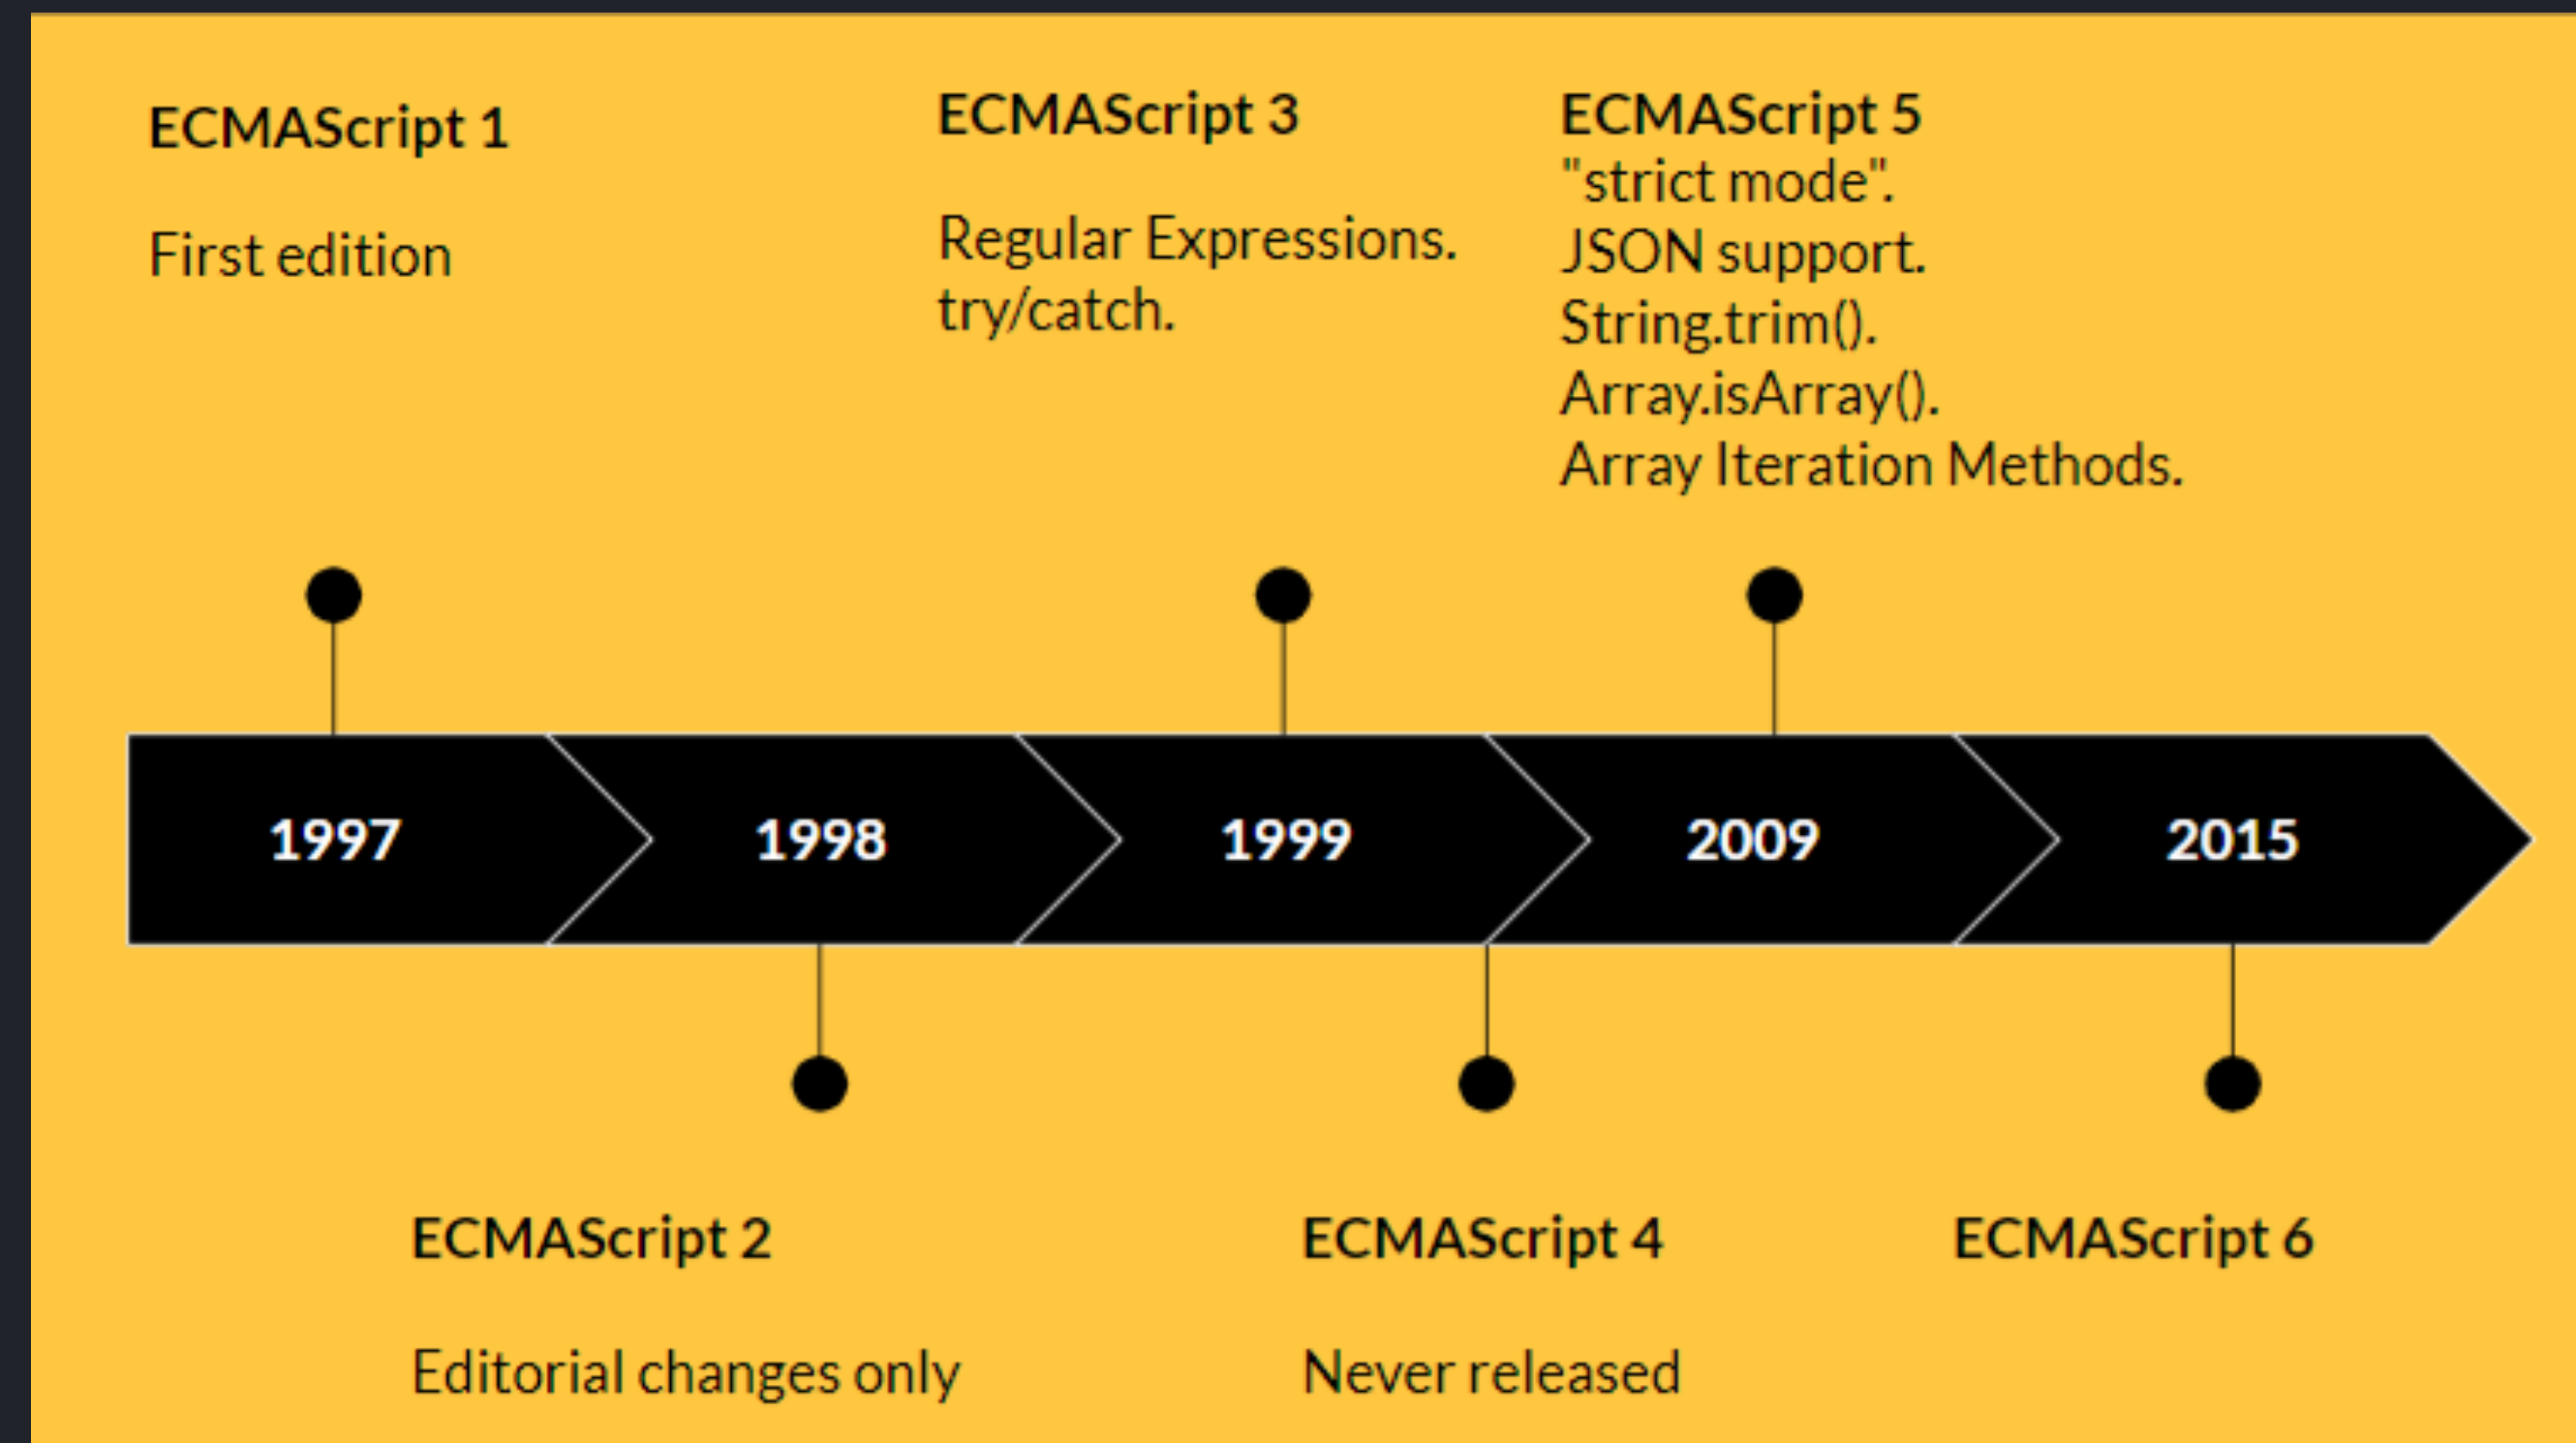 ECMAScript 1
First edition
ECMAScript 3
Regular Expressions.
try/catch.
ECMAScript 5
"strict mode".
JSON support.
String.trim().
Array.isArray().
Array Iteration Methods.
1997
1998
1999
2009
2015
ECMAScript 2
Editorial changes only
ECMAScript 4
Never released
ECMAScript 6